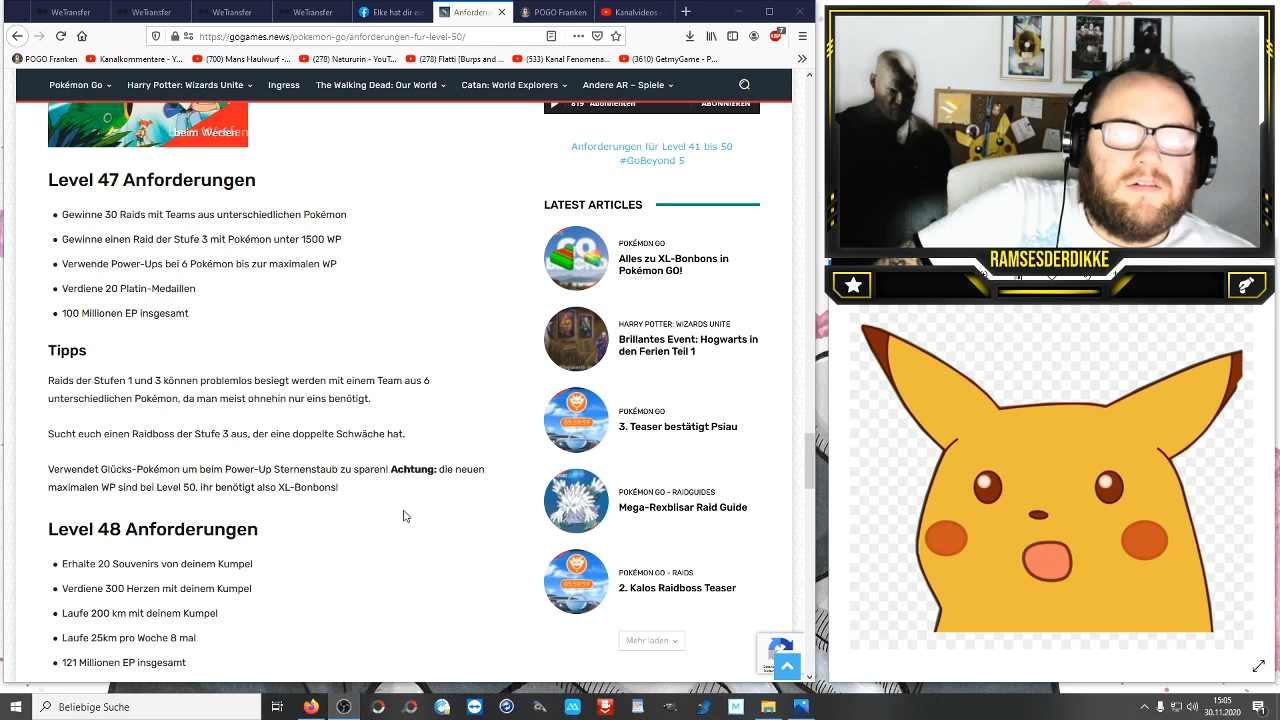 WeTransfer
WeTransfer
WeTransfer
Elke hat dir ein
Anforderun
POGO Franken
Kanalvideos -
https://gogames.news/pokemon-go/anforderungen-fur-level-50/
7
POGO Franken
Kanalkommentare - Y...
(700) Mans Haulwurf -...
(278) Natururin - YouT...
(278) Flatti [Burps and ...
(533) Kanal Fenomena...
(3610) GetmyGame - P...
Pokémon Go
Harry Potter: Wizards Unite
Ingress
The Walking Dead: Our World
Catan: World Explorers
Andere AR – Spiele
819 Abonnenten
ABONNIEREN
beim Werfen
Anforderungen für Level 41 bis 50
#GoBeyond 5
Level 47 Anforderungen
Gewinne 30 Raids mit Teams aus unterschiedlichen Pokémon
Gewinne einen Raid der Stufe 3 mit Pokémon unter 1500 WP
Verwende Power-Ups bei 6 Pokémon bis zur maximalen WP
Verdiene 20 Platin-Medaillen
100 Millionen EP insgesamt
Tipps
Raids der Stufen 1 und 3 können problemlos besiegt werden mit einem Team aus 6
unterschiedlichen Pokémon, da man meist ohnehin nur eins benötigt.
Sucht euch einen Raidboss der Stufe 3 aus, der eine doppelte Schwäche hat.
Verwendet Glücks-Pokémon um beim Power-Up Sternenstaub zu sparen! Achtung: die neuen
maximalen WP sind bei Level 50, ihr benötigt also XL-Bonbons!
Level 48 Anforderungen
Erhalte 20 Souvenirs von deinem Kumpel
Verdiene 300 Herzen mit deinem Kumpel
Laufe 200 km mit deinem Kumpel
Laufe 25km pro Woche 8 mal
121 Millionen EP insgesamt
LATEST ARTICLES
POKÉMON GO
Alles zu XL-Bonbons in
Pokémon GO!
HARRY POTTER: WIZARDS UNITE
Brillantes Event: Hogwarts in
den Ferien Teil 1
POKÉMON GO
3. Teaser bestätigt Psiau
05:59:59
POKÉMON GO - RAIDGUIDES
Mega-Rexblisar Raid Guide
POKÉMON GO - RAIDS
2. Kalos Raidboss Teaser
05:59:59
Mehr laden
RAMSESDERDIKKE
Beliebige Suche
15:05
30.11.2020